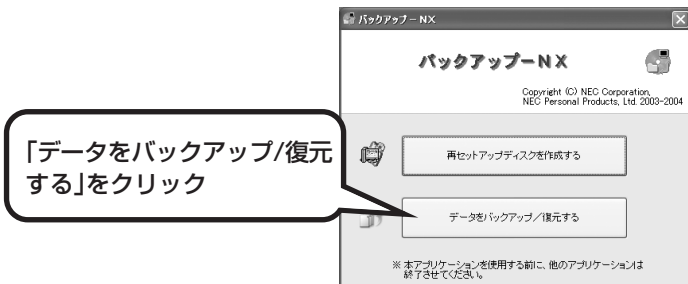 バックアップ－NX
バックアップーNX
Copyright (C) NEC Corporation,
NEC Personal Products, Ltd. 2003-2004
「データをバックアップ/復元
する」をクリック
再セットアップディスクを作成する
データをバックアップ／復元する
※ 本アプリケーションを使用する前に、他のアプリケーションは
終了させてください。